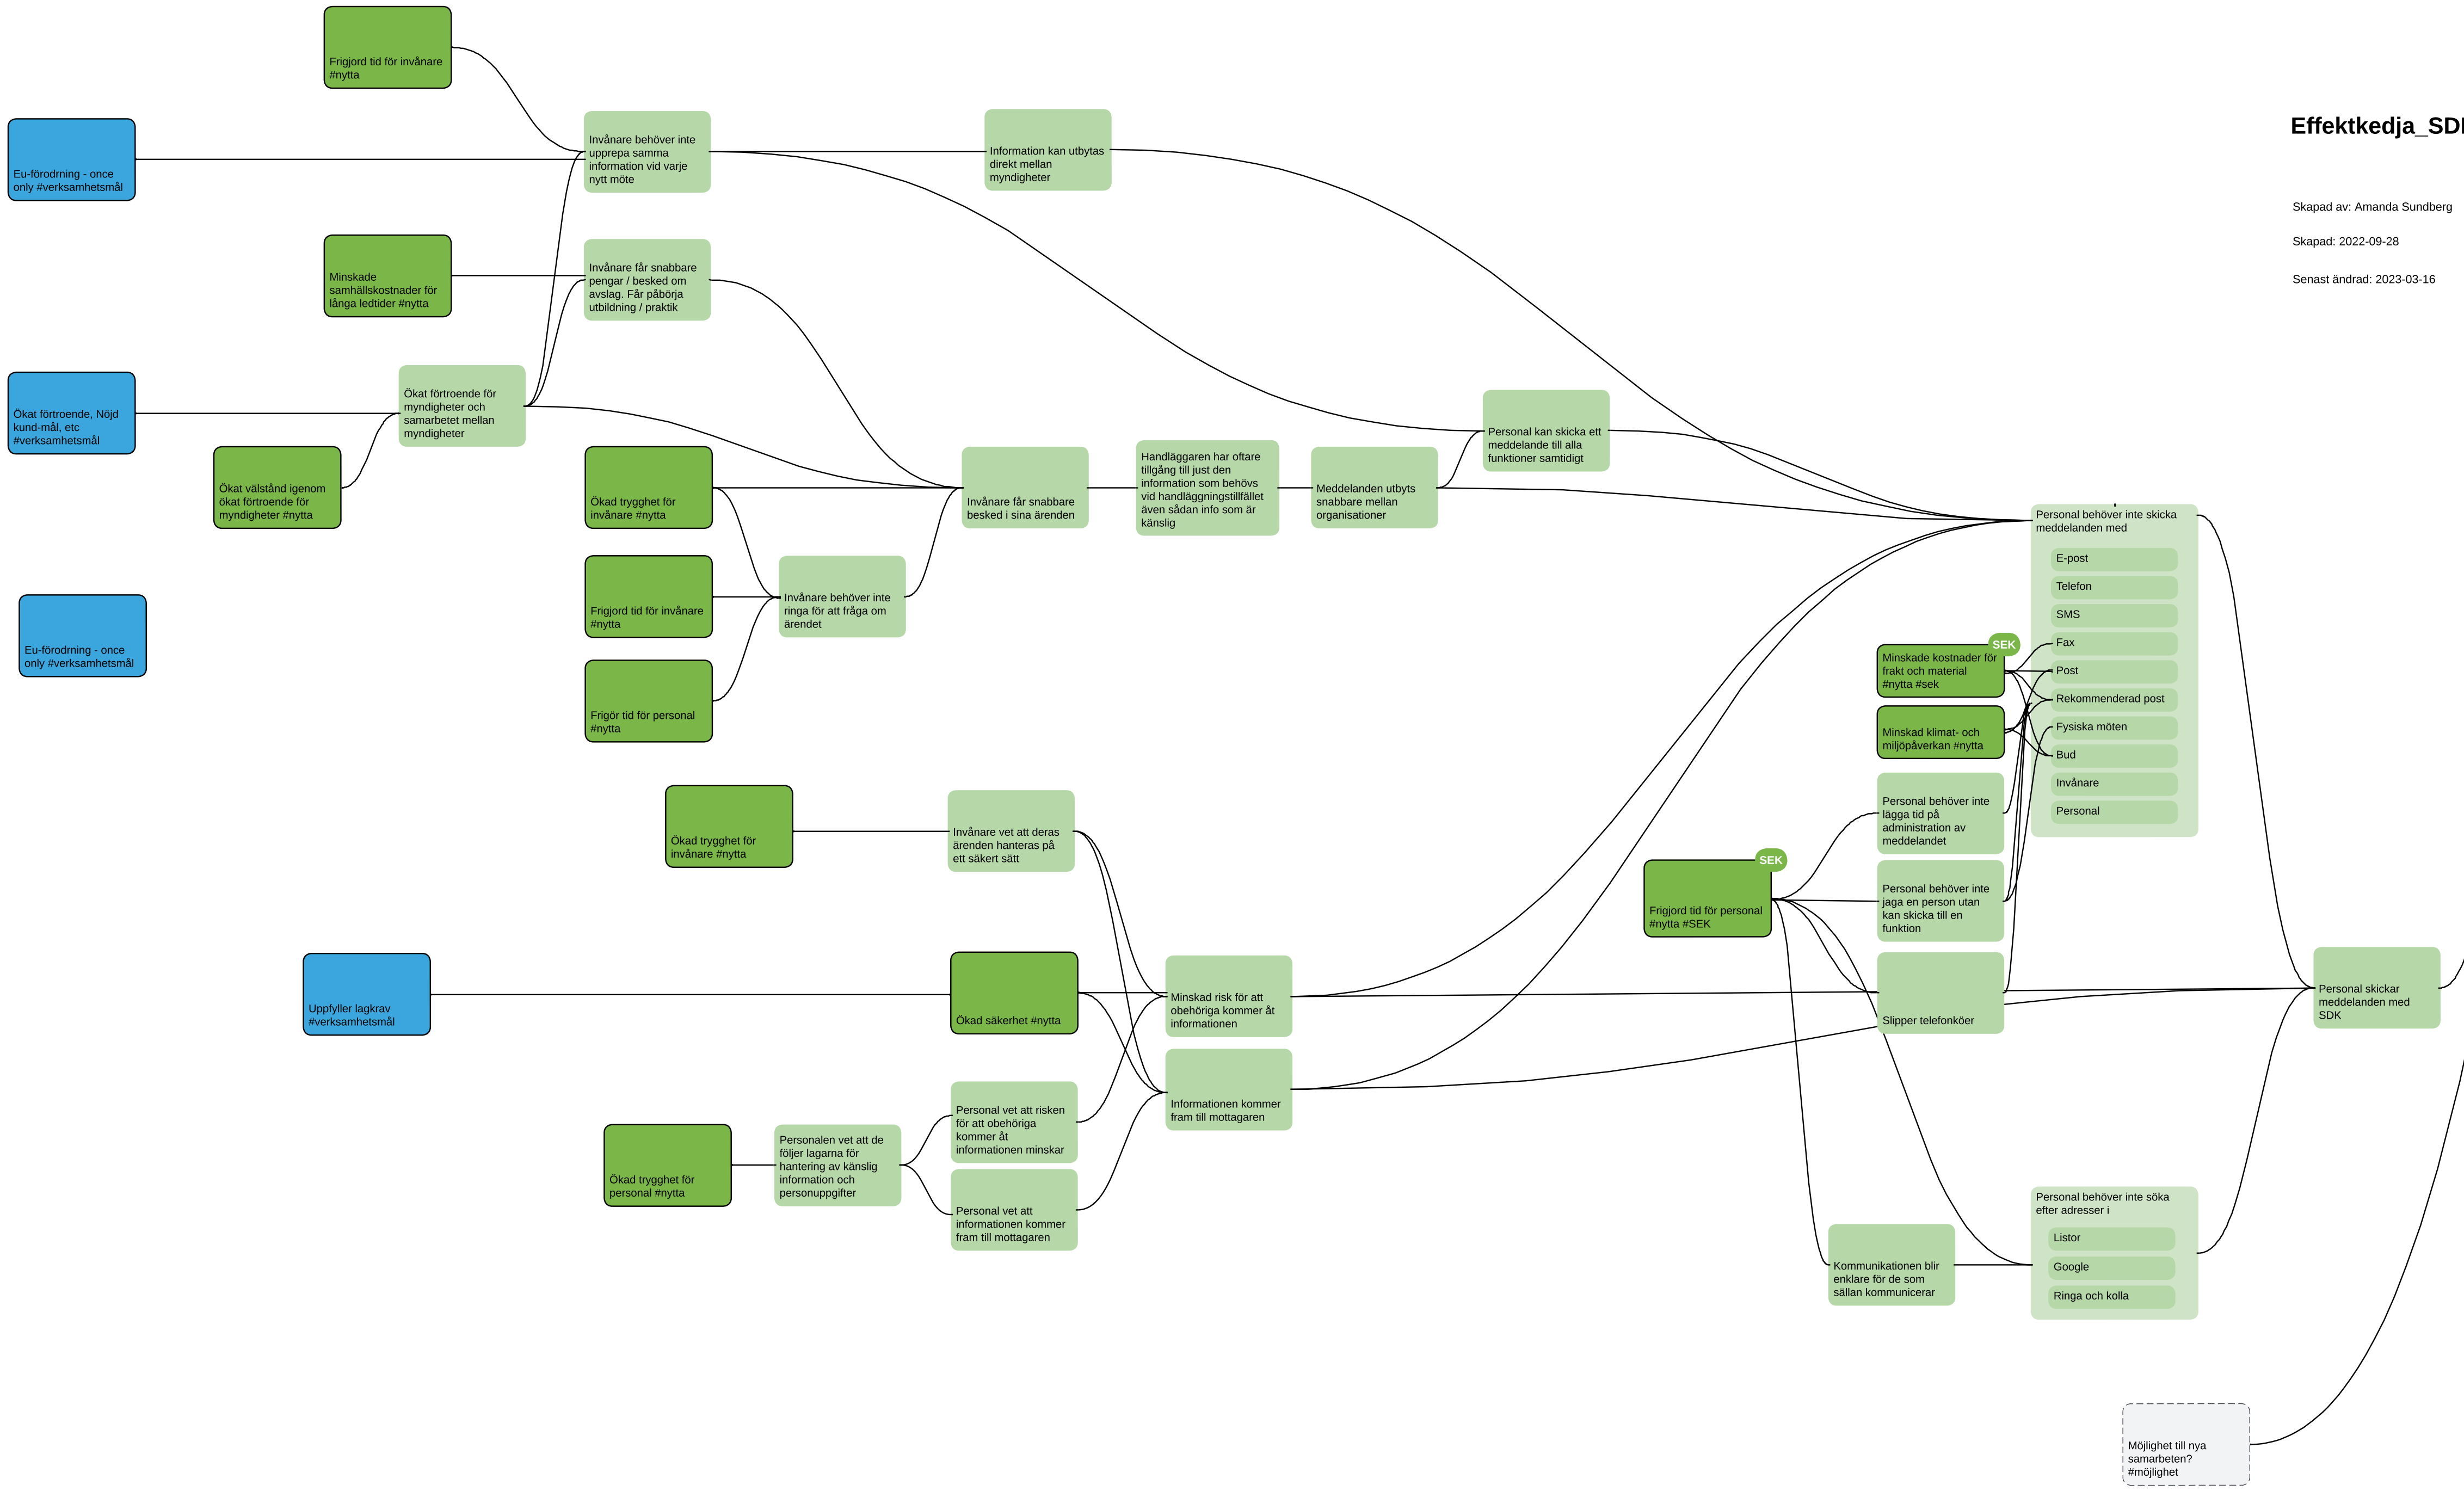 Frigjord tid för invånare
#nytta
Effektkedja_SD
Eu-förodrning - once
only #verksamhetsmål
Invånare behöver inte
upprepa samma
information vid varje
nytt möte
Information kan utbytas
direkt mellan
myndigheter
Skapad av: Amanda Sundberg
Skapad: 2022-09-28
Senast ändrad: 2023-03-16
Minskade
samhällskostnader för
långa ledtider #nytta
Invånare får snabbare
pengar / besked om
avslag. Får påbörja
utbildning / praktik
Ökat förtroende, Nöjd
kund-mål, etc
#verksamhetsmål
Ökat förtroende för
myndigheter och
samarbetet mellan
myndigheter
Ökat välstånd igenom
ökat förtroende för
myndigheter #nytta
Ökad trygghet för
invånare #nytta
Invånare får snabbare
besked i sina ärenden
Handläggaren har oftare
tillgång till just den
information som behövs
vid handläggningstillfället
även sådan info som är
känslig
Meddelanden utbyts
snabbare mellan
organisationer
Personal kan skicka ett
meddelande till alla
funktioner samtidigt
Personal behöver inte skicka
meddelanden med
E-post
Telefon
SMS
Fax
Post
Rekommenderad post
Fysiska möten
Bud
Invånare
Personal
Eu-förodrning - once
only #verksamhetsmål
Frigjord tid för invånare
#nytta
Invånare behöver inte
ringa för att fråga om
ärendet
Frigör tid för personal
#nytta
SEK
Minskade kostnader för
frakt och material
#nytta #sek
Minskad klimat- och
miljöpåverkan #nytta
Personal behöver inte
lägga tid på
administration av
meddelandet
Personal behöver inte
jaga en person utan
kan skicka till en
funktion
SEK
Frigjord tid för personal
#nytta #SEK
Slipper telefonköer
Ökad trygghet för
invånare #nytta
Invånare vet att deras
ärenden hanteras på
ett säkert sätt
Uppfyller lagkrav
#verksamhetsmål
Ökad säkerhet #nytta
Minskad risk för att
obehöriga kommer åt
informationen
Informationen kommer
fram till mottagaren
Personal skickar
meddelanden med
SDK
Ökad trygghet för
personal #nytta
Personalen vet att de
följer lagarna för
hantering av känslig
information och
personuppgifter
Personal vet att risken
för att obehöriga
kommer åt
informationen minskar
Personal vet att
informationen kommer
fram till mottagaren
Kommunikationen blir
enklare för de som
sällan kommunicerar
Personal behöver inte söka
efter adresser i
Listor
Google
Ringa och kolla
Möjlighet till nya
samarbeten?
#möjlighet